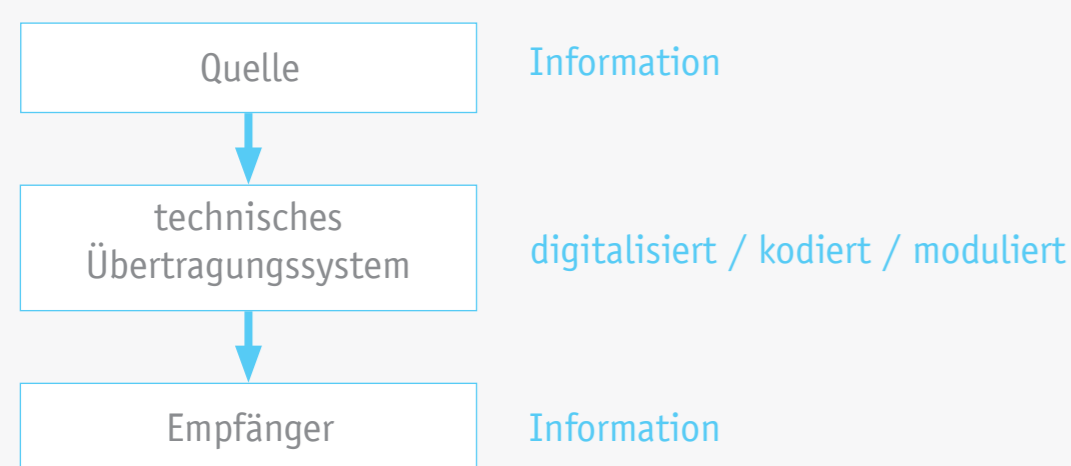 Quelle
Information
technisches
Übertragungssystem
digitalisiert / kodiert / moduliert
Empfänger
Information